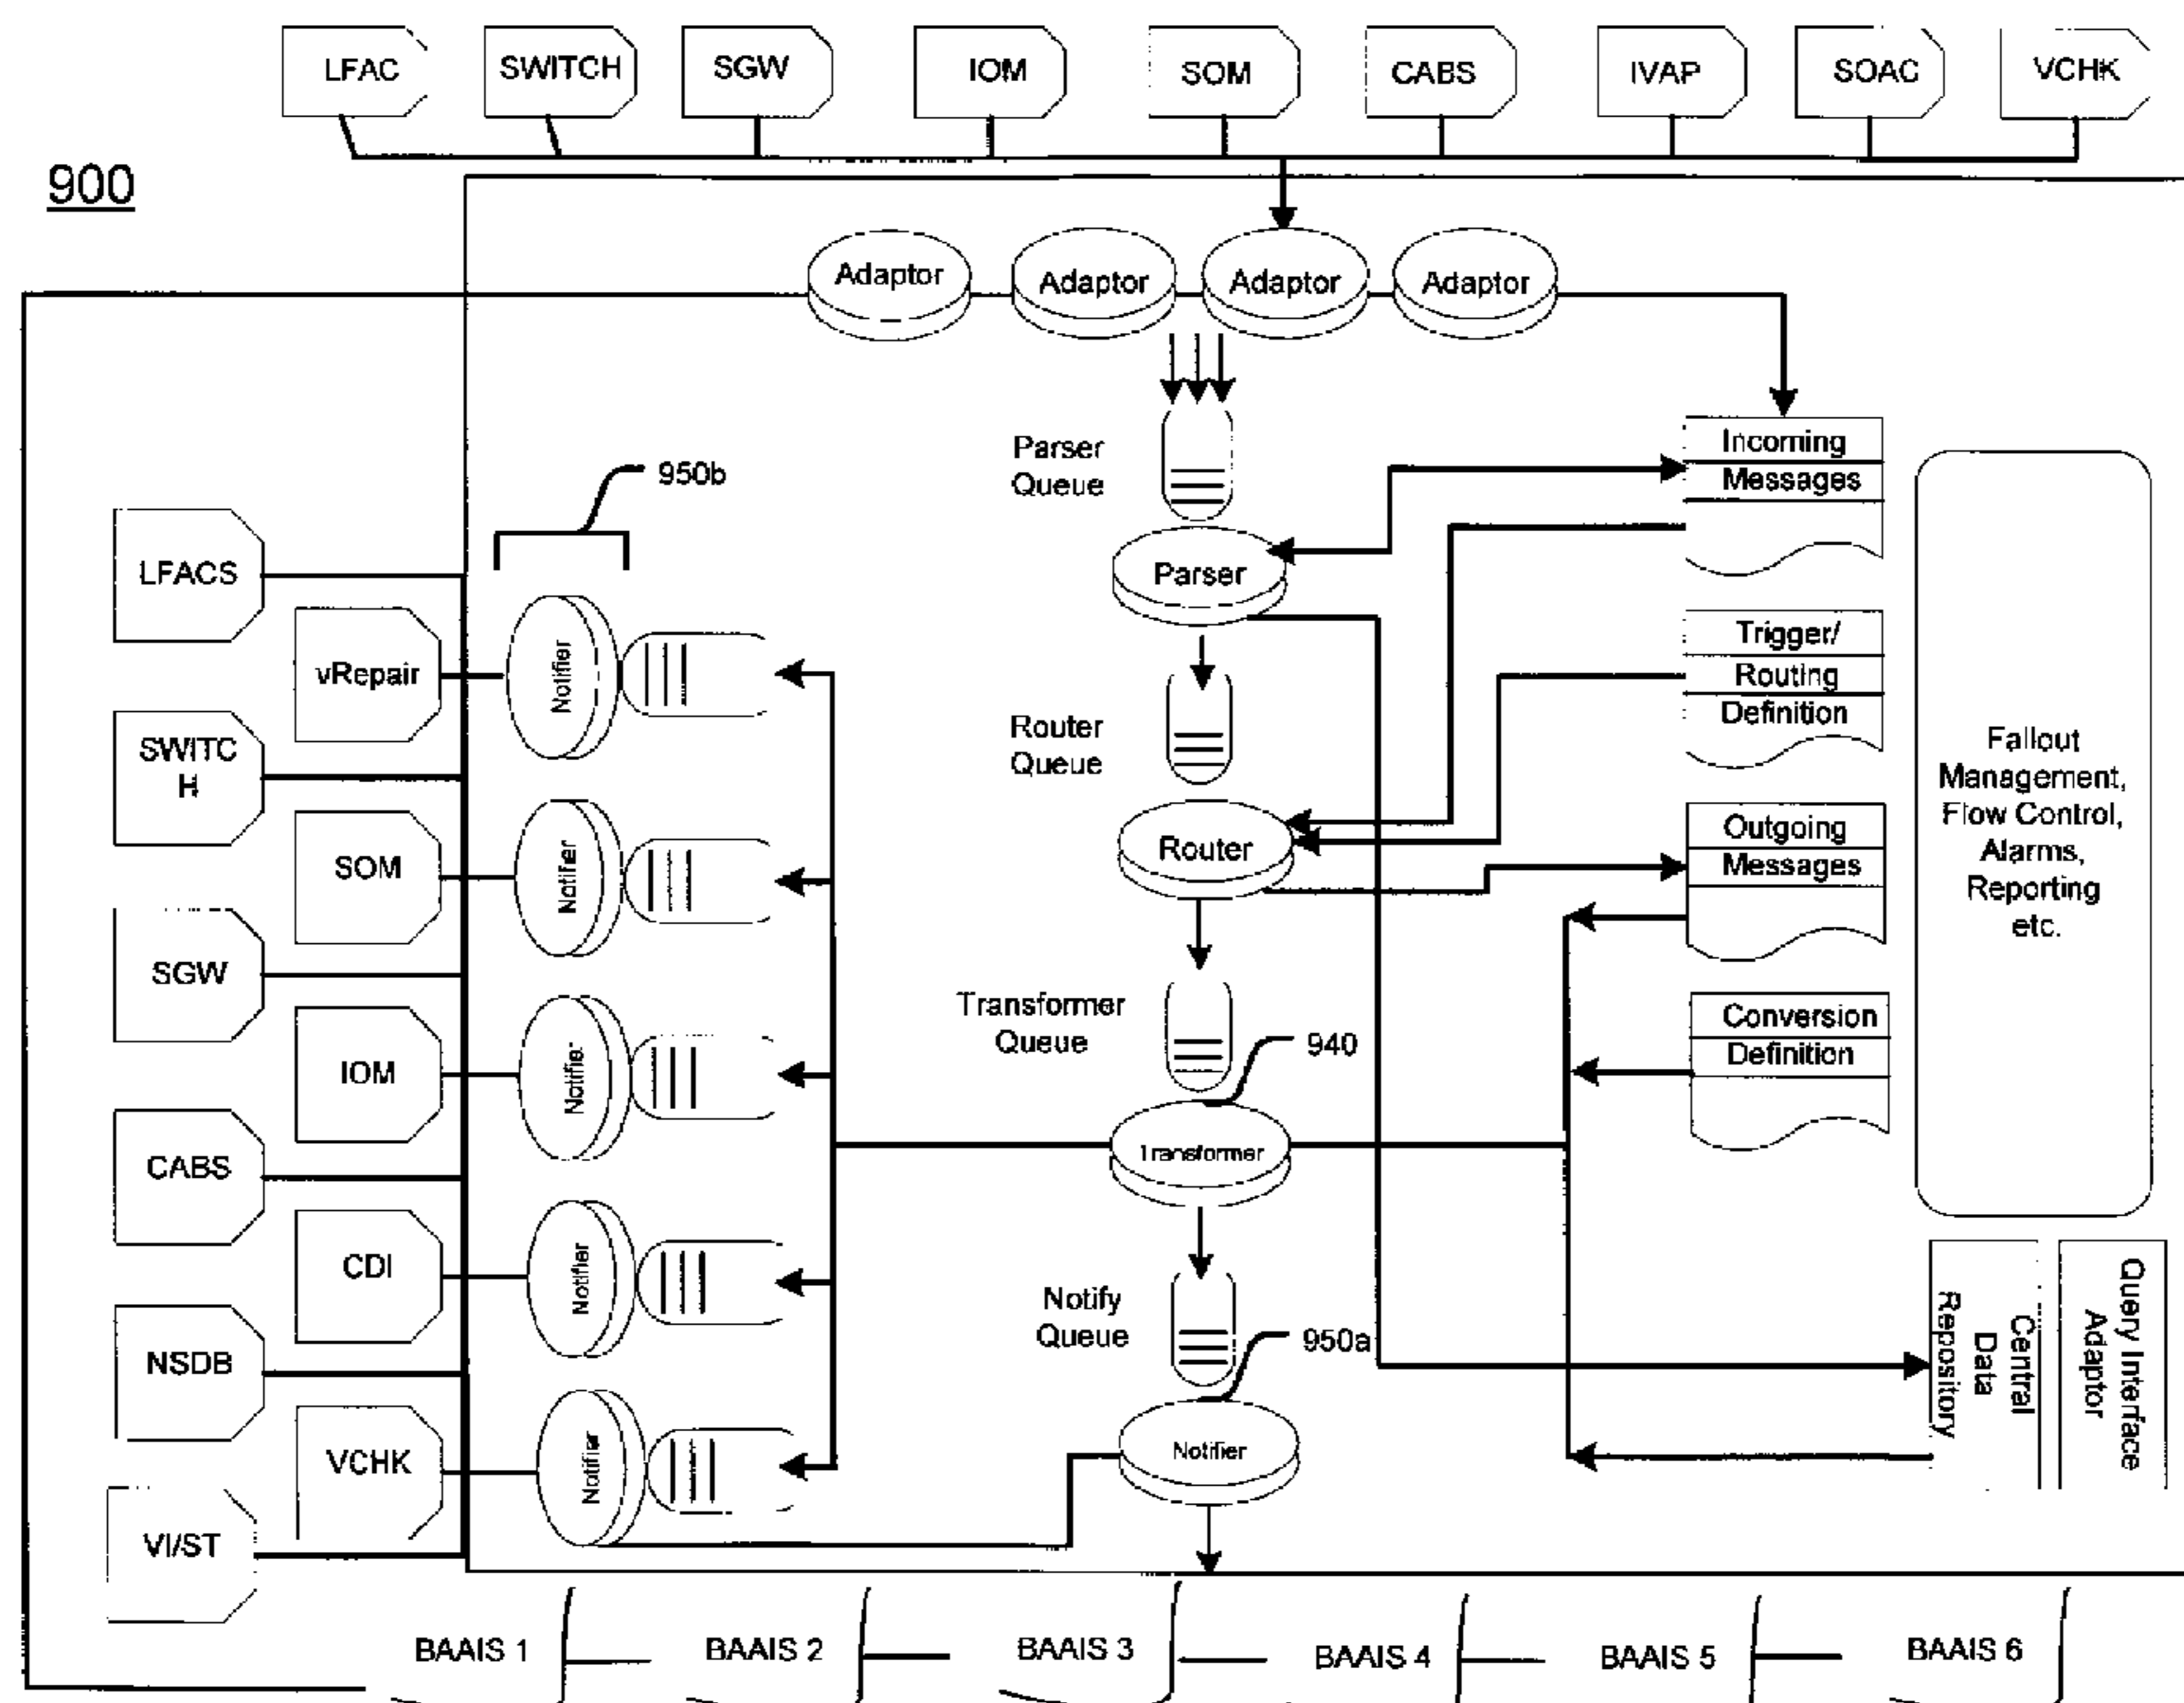 LFAC
SWITCH
SGW
IOM
SOM
CABS
IVAP
SOAC
VCHK
900
Adaptor
Adaptor
Adaptor
Adaptor
Parser
Queue
Incoming
Messages
950b
Parser
LFACS
vRepair
Notifier
Router
Queue
Trigger/
Routing
Definition
SWITC
H
SOM
Notifier
Router
Outgoing
Messages
Fallout
Management,
Flow Control,
Alarms,
Reporting
etc.
SGW
IOM
Notifier
Transformer
Queue
940
Conversion
Definition
Transformer
CABS
CDI
Notifier
Notify
Queue
950a
Central
Data
Repository
Query Interface
Adaptor
NSDB
VCHK
Notifier
Notifier
VI/ST
BAAIS 1
BAAIS 2
BAAIS 3
BAAIS 4
BAAIS 5
BAAIS 6